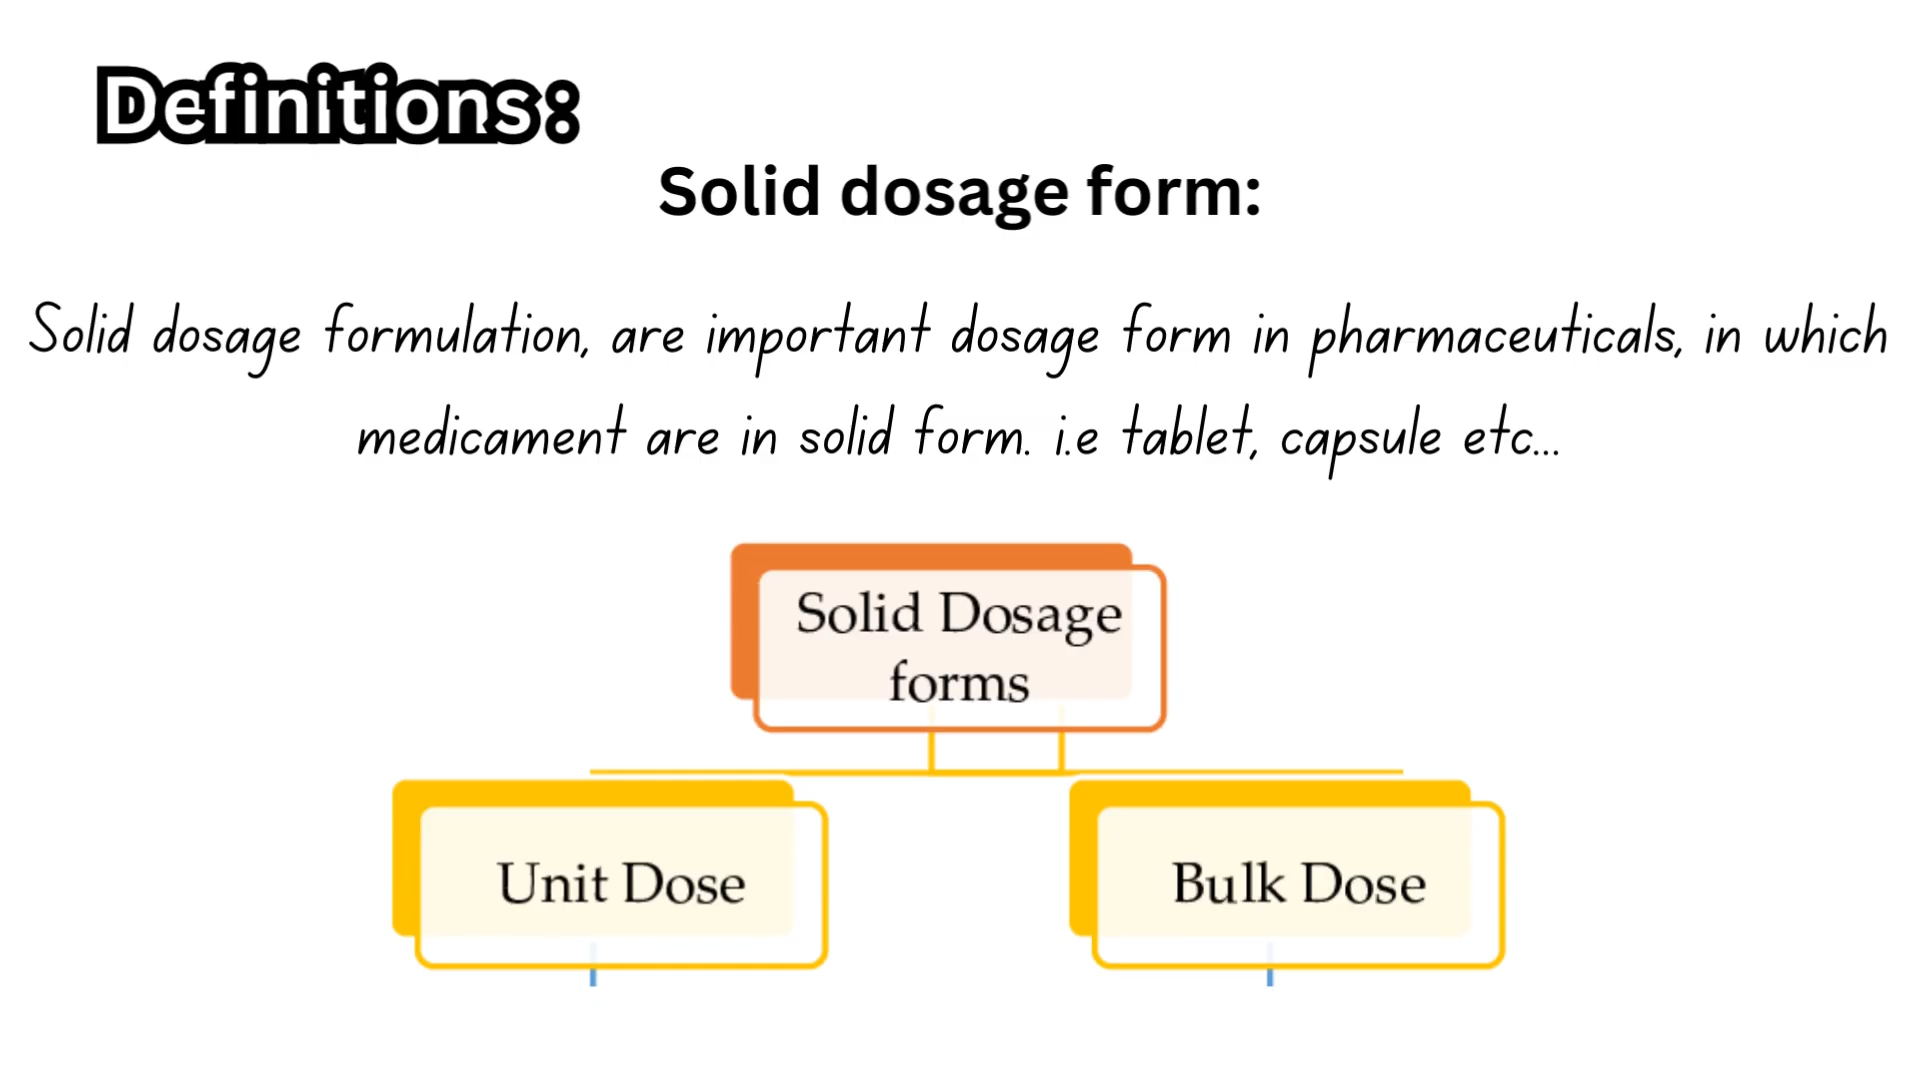 Definitions:
Solid dosage form:
Solid dosage formulation, are important dosage form in pharmaceuticals, in which
medicament are in solid form. i.e tablet, capsule etc...
Solid Dosage
forms
Unit Dose
Bulk Dose